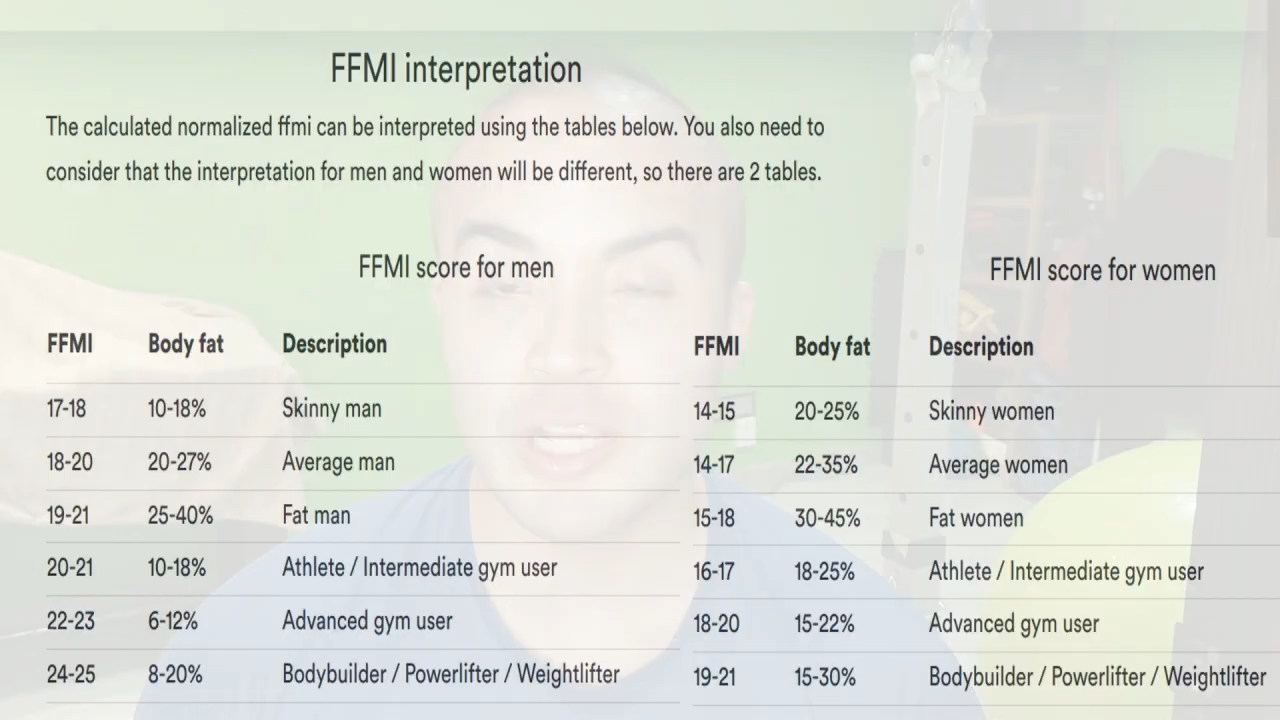 FFMI interpretation
The calculated normalized ffmi can be interpreted using the tables below. You also need to
consider that the interpretation for men and women will be different, so there are 2 tables.
FFMI score for men
FFMI Body fat Description
17-18 10-18% Skinny man
18-20 20-27% Average man
19-21 25-40% Fat man
20-21 10-18% Athlete / Intermediate gym user
22-23 6-12% Advanced gym user
24-25 8-20% Bodybuilder / Powerlifter / Weightlifter
FFMI score for women
FFMI Body fat Description
14-15 20-25% Skinny women
14-17 22-35% Average women
15-18 30-45% Fat women
16-17 18-25% Athlete / Intermediate gym user
18-20 15-22% Advanced gym user
19-21 15-30% Bodybuilder / Powerlifter / Weightlifter